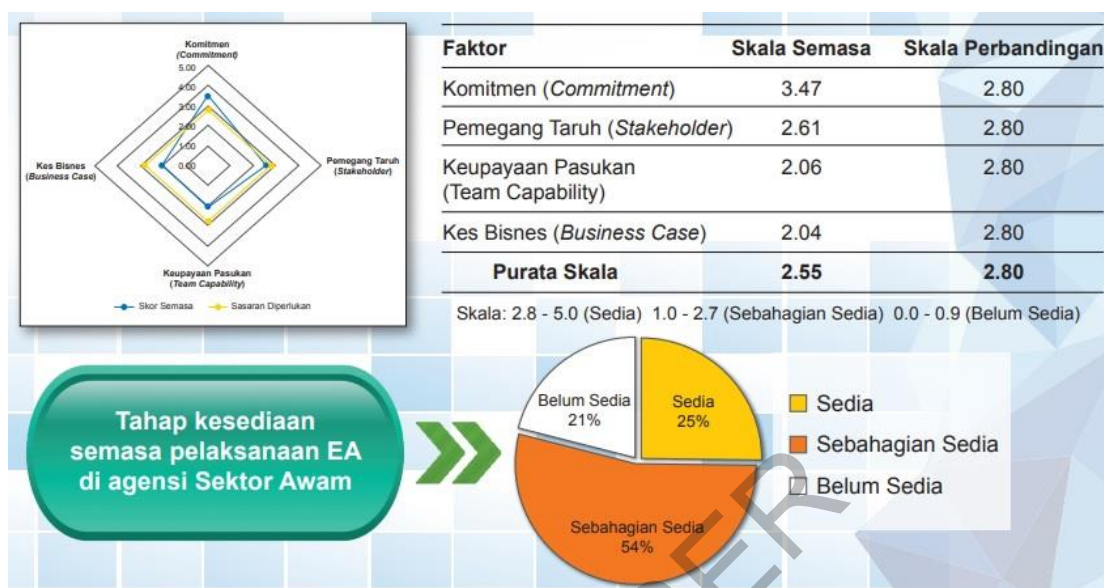 Komitmen
(Commitment)
5.00
4.00
3.00
2.00
1.00
0.00
Kes Bisnes
(Business Case)
Pemegang Taruh
(Stakeholder)
Keupayaan Pasukan
(Team Capability)
Skor Semasa Sasaran Diperlukan
Faktor Skala Semasa Skala Perbandingan
Komitmen (Commitment) 3.47 2.80
Pemegang Taruh (Stakeholder) 2.61 2.80
Keupayaan Pasukan
(Team Capability) 2.06 2.80
Kes Bisnes (Business Case) 2.04 2.80
Purata Skala 2.55 2.80
Skala: 2.8 - 5.0 (Sedia) 1.0 - 2.7 (Sebahagian Sedia) 0.0 - 0.9 (Belum Sedia)
Tahap kesediaan
semasa pelaksanaan EA
di agensi Sektor Awam
Belum Sedia
21%
Sedia
25%
Sebahagian Sedia
54%
Sedia
Sebahagian Sedia
Belum Sedia